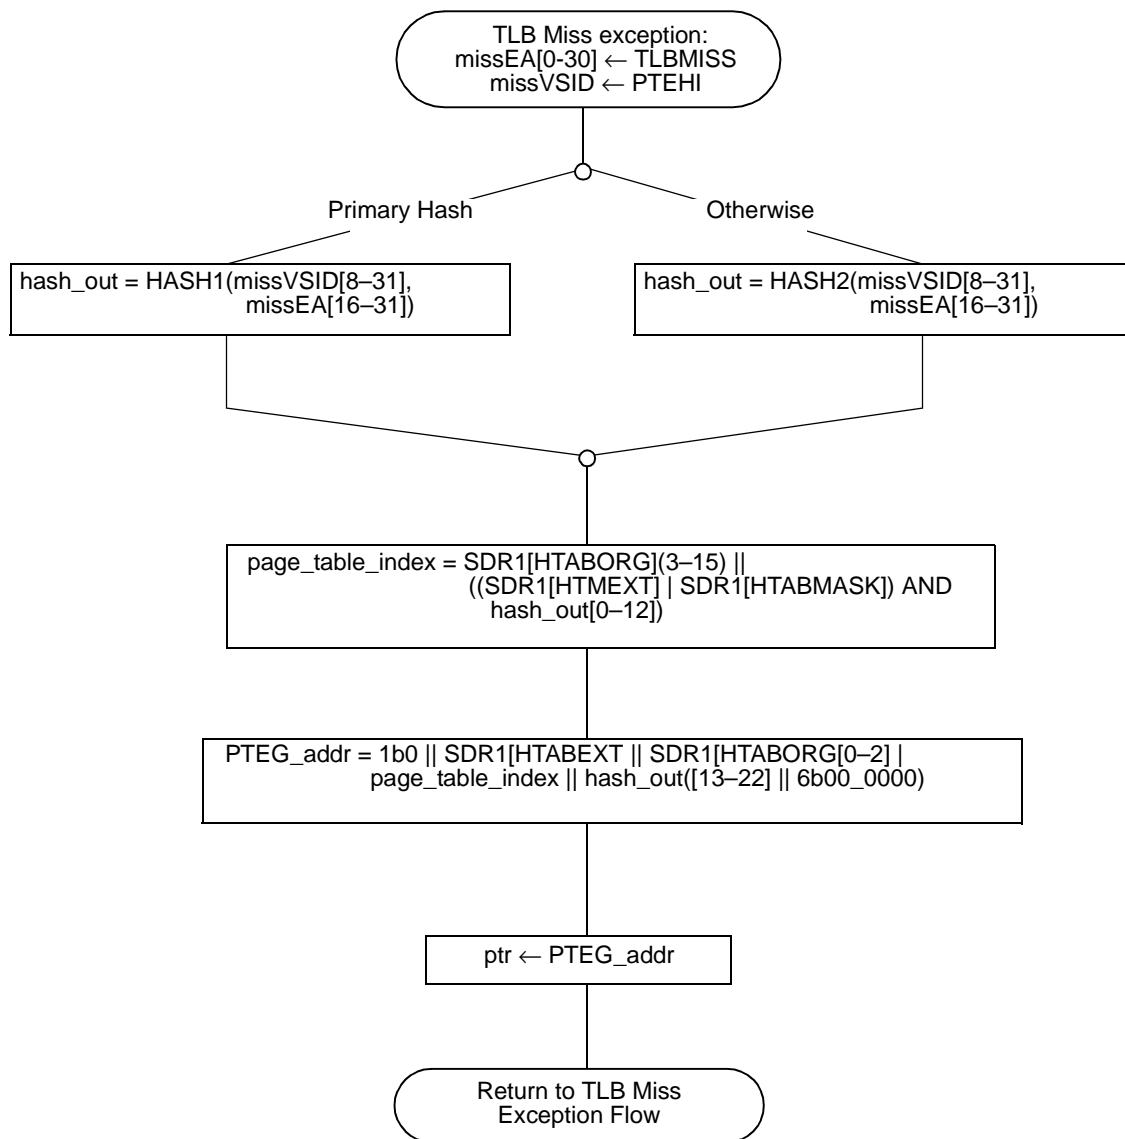 TLB Miss exception:
missEA[0-30] ← TLBMISS
missVSID ← PTEHI
Primary Hash
Otherwise
hash_out = HASH1(missVSID[8–31],
missEA[16–31])
hash_out = HASH2(missVSID[8–31],
missEA[16–31])
page_table_index = SDR1[HTABORG](3–15) ||
((SDR1[HTMEXT] | SDR1[HTABMASK]) AND
hash_out[0–12])
PTEG_addr = 1b0 || SDR1[HTABEXT || SDR1[HTABORG[0–2] |
page_table_index || hash_out([13–22] || 6b00_0000)
ptr ← PTEG_addr
Return to TLB Miss
Exception Flow